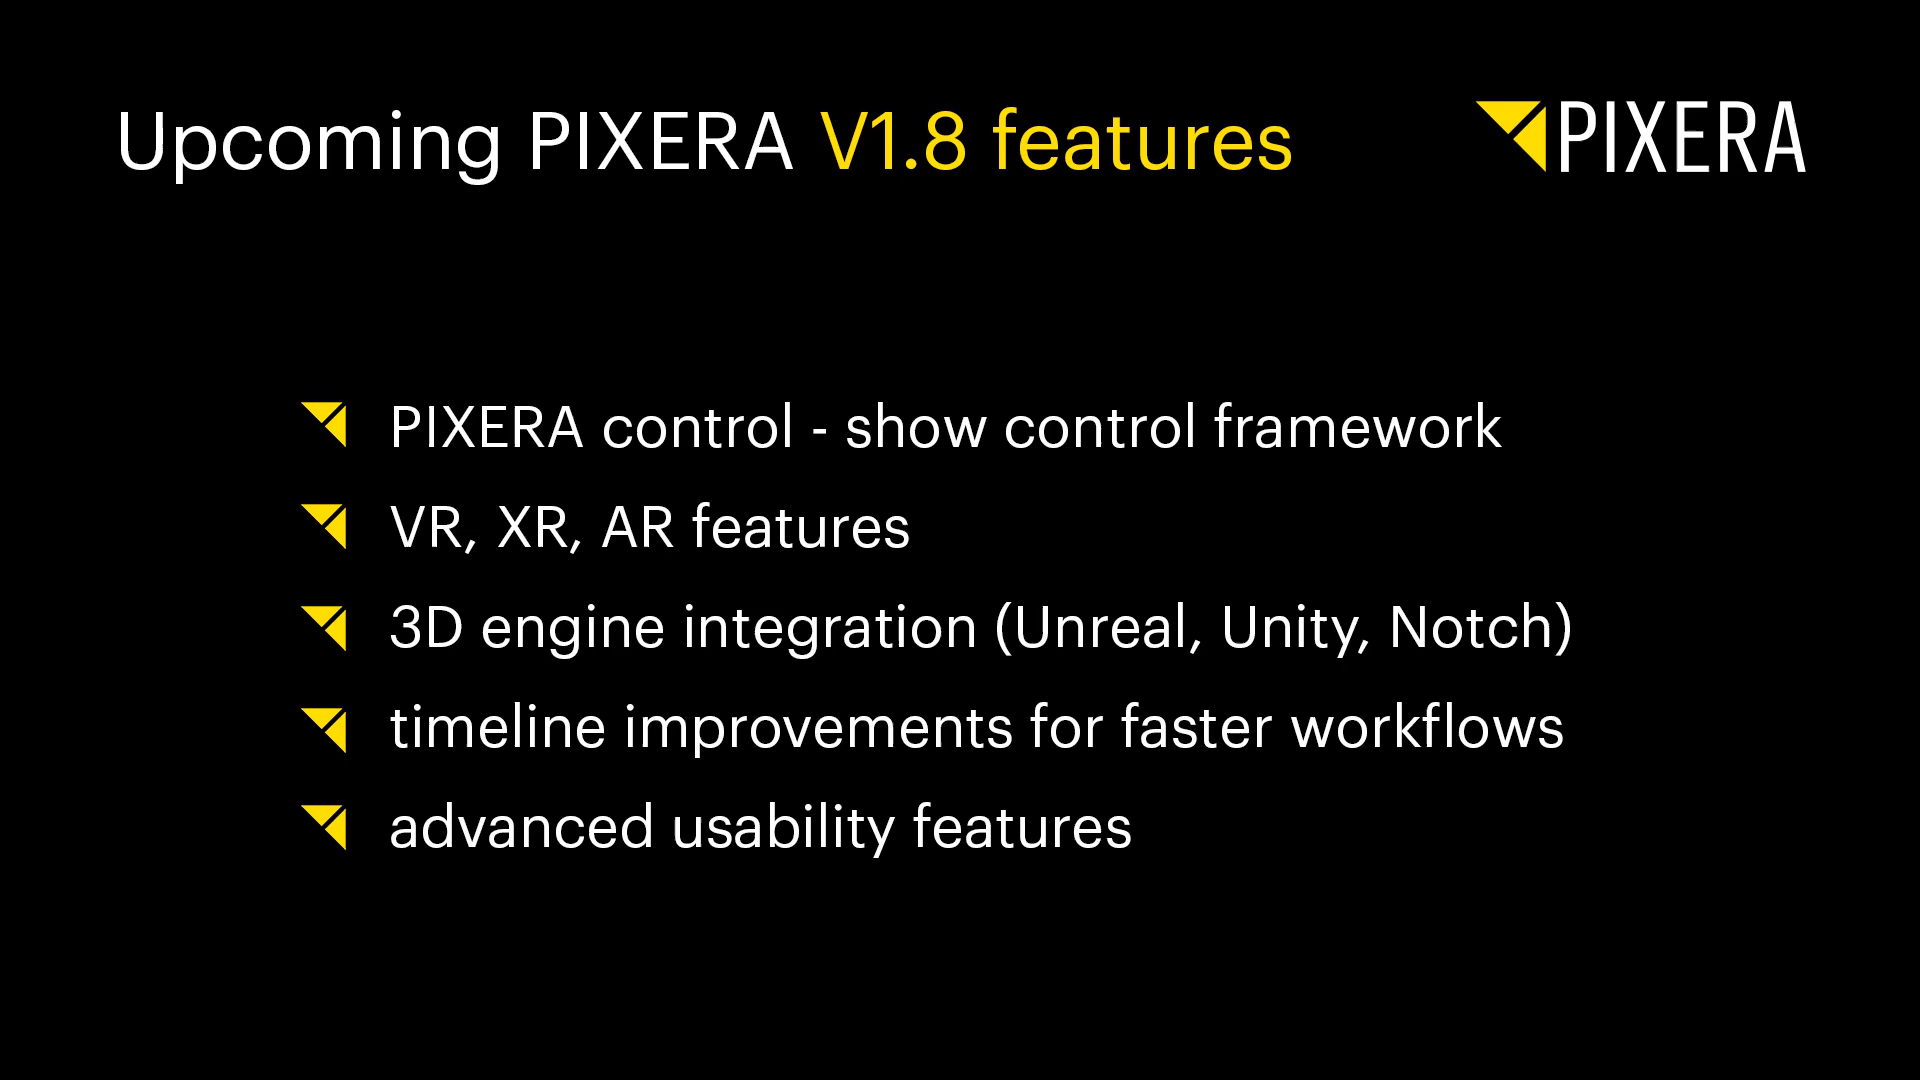 Upcoming PIXERA V1.8 features
PIXERA
PIXERA control - show control framework
VR, XR, AR features
3D engine integration (Unreal, Unity, Notch)
timeline improvements for faster workflows
advanced usability features